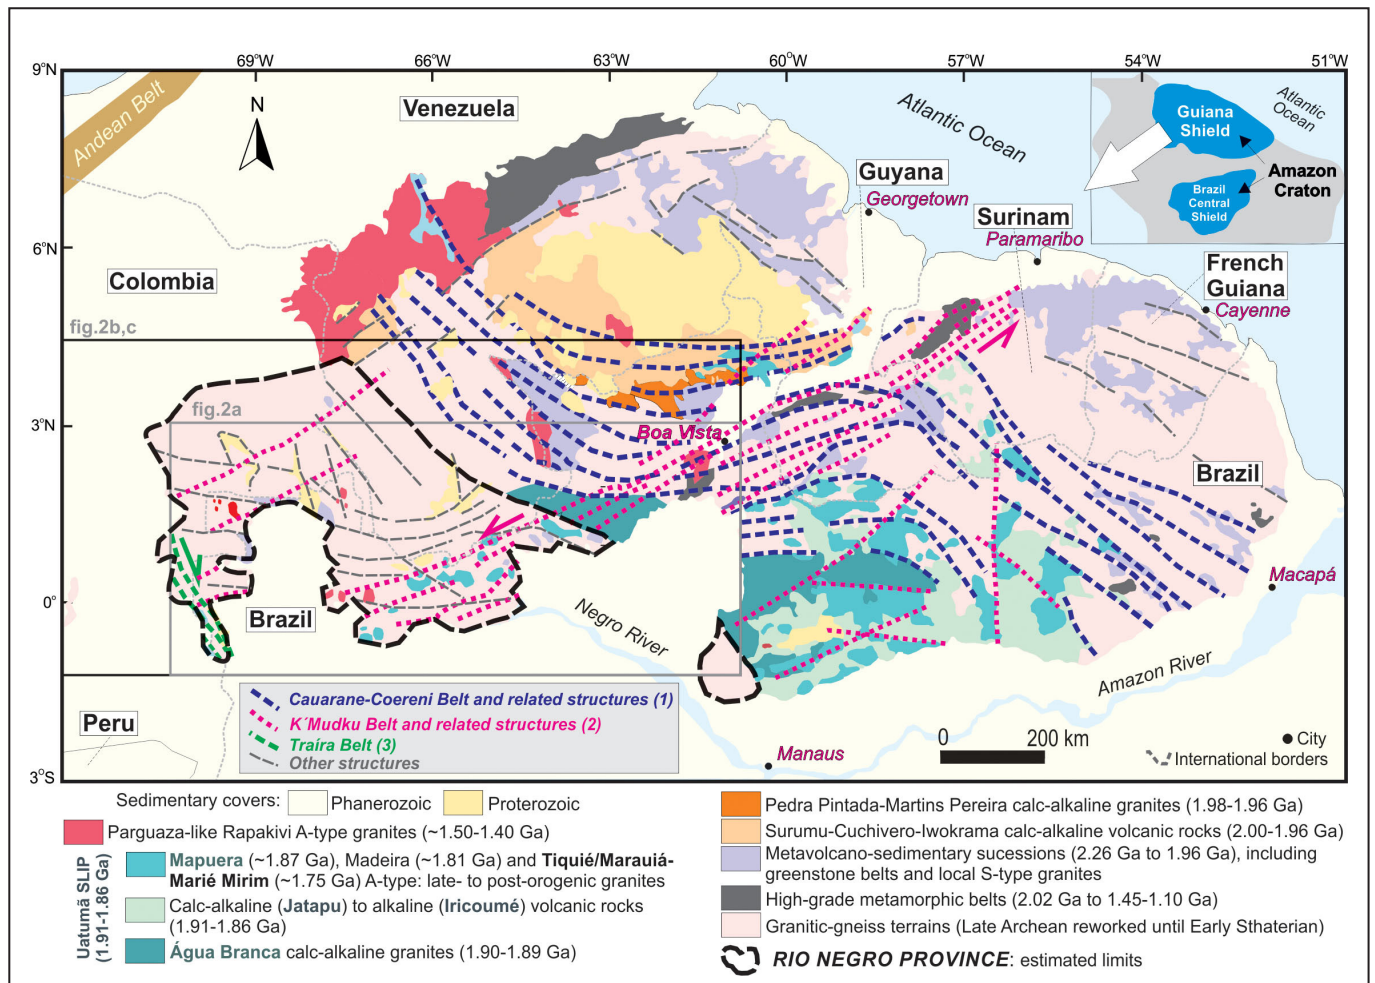 69°W
66°W
63°W
60°W
57°W
54°W
51°W
9°N
6°N
3°N
0°
3°S
Andean Belt
N
Venezuela
Atlantic Ocean
Guiana
Shield
Atlantic
Ocean
Amazon
Craton
Brazil
Central
Shield
Guyana
Georgetown
Surinam
Paramaribo
French
Guiana
Cayenne
Colombia
fig.2b,c
fig.2a
Boa Vista
Brazil
Macapá
Brazil
Negro River
Amazon River
Peru
Manaus
Cauarane-Coereni Belt and related structures (1)
K´Mudku Belt and related structures (2)
Traíra Belt (3)
Other structures
0 200 km
City
International borders
Sedimentary covers: Phanerozoic Proterozoic
Parguaza-like Rapakivi A-type granites (~1.50-1.40 Ga)
Uatumã SLIP
(1.91-1.86 Ga)
Mapuera (~1.87 Ga), Madeira (~1.81 Ga) and Tiquié/Marauiá-
Marié Mirim (~1.75 Ga) A-type: late- to post-orogenic granites
Calc-alkaline (Jatapu) to alkaline (Iricoumé) volcanic rocks
(1.91-1.86 Ga)
Água Branca calc-alkaline granites (1.90-1.89 Ga)
Pedra Pintada-Martins Pereira calc-alkaline granites (1.98-1.96 Ga)
Surumu-Cuchivero-Iwokrama calc-alkaline volcanic rocks (2.00-1.96 Ga)
Metavolcano-sedimentary sucessions (2.26 Ga to 1.96 Ga), including
greenstone belts and local S-type granites
High-grade metamorphic belts (2.02 Ga to 1.45-1.10 Ga)
Granitic-gneiss terrains (Late Archean reworked until Early Sthaterian)
RIO NEGRO PROVINCE: estimated limits